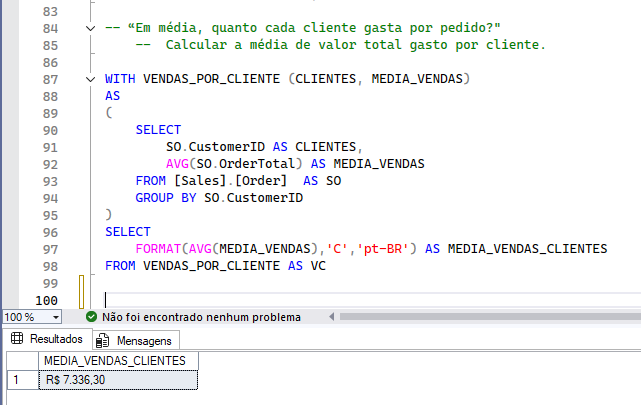 83
84 -- “Em média, quanto cada cliente gasta por pedido?"
85 -- Calcular a média de valor total gasto por cliente.
86
87 WITH VENDAS_POR_CLIENTE (CLIENTES, MEDIA_VENDAS)
88 AS
89 (
90 SELECT
91 SO.CustomerID AS CLIENTES,
92 AVG(SO.OrderTotal) AS MEDIA_VENDAS
93 FROM [Sales].[Order] AS SO
94 GROUP BY SO.CustomerID
95 )
96 SELECT
97 FORMAT(AVG(MEDIA_VENDAS),'C','pt-BR') AS MEDIA_VENDAS_CLIENTES
98 FROM VENDAS_POR_CLIENTE AS VC
99
100
100 % Não foi encontrado nenhum problema
Resultados Mensagens
MEDIA_VENDAS_CLIENTES
1 R$ 7.336,30